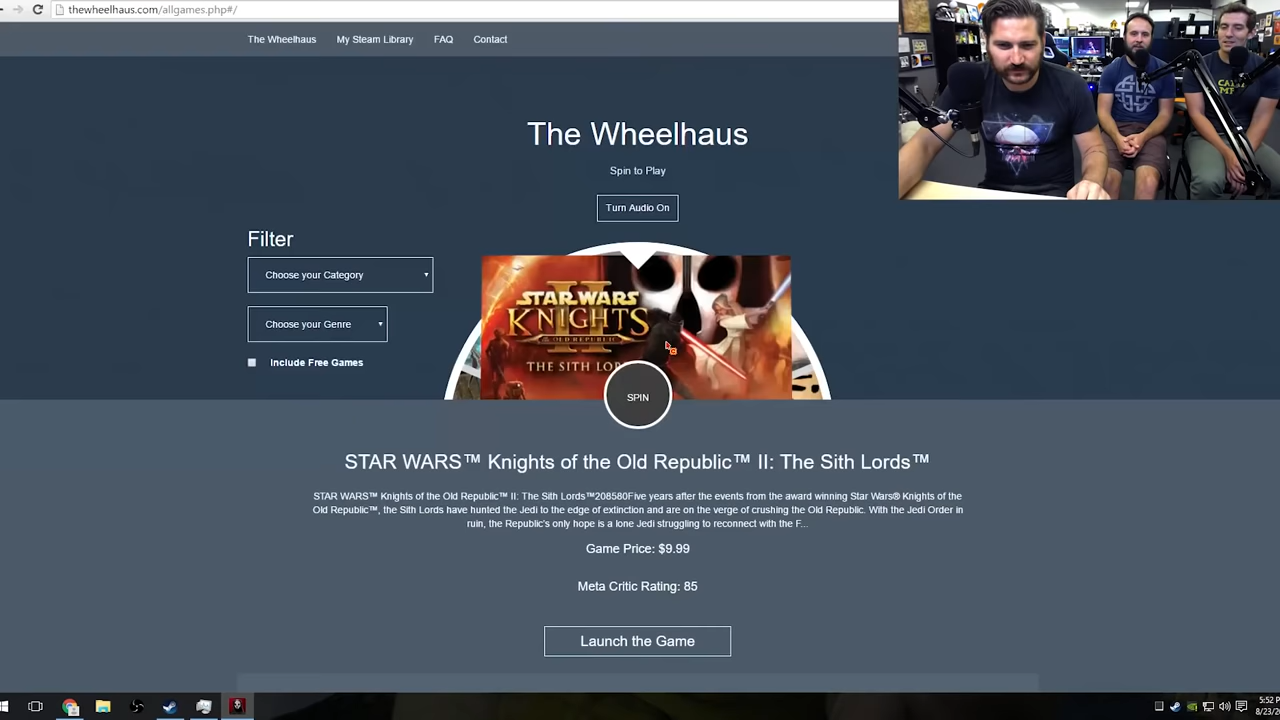 thewheelhaus.com/allgames.php#/
The Wheelhaus
My Steam Library
FAQ
Contact
The Wheelhaus
Spin to Play
Turn Audio On
Filter
Choose your Category
Choose your Genre
Include Free Games
STAR WARS
KNIGHTS
II
OLD REPUBLIC
THE SITH
SPIN
STAR WARS™ Knights of the Old Republic™ II: The Sith Lords™
STAR WARS™ Knights of the Old Republic™ II: The Sith Lords™208580Five years after the events from the award winning Star Wars® Knights of the
Old Republic™, the Sith Lords have hunted the Jedi to the edge of extinction and are on the verge of crushing the Old Republic. With the Jedi Order in
ruin, the Republic's only hope is a lone Jedi struggling to reconnect with the F...
Game Price: $9.99
Meta Critic Rating: 85
Launch the Game
5:52 P
8/23/2